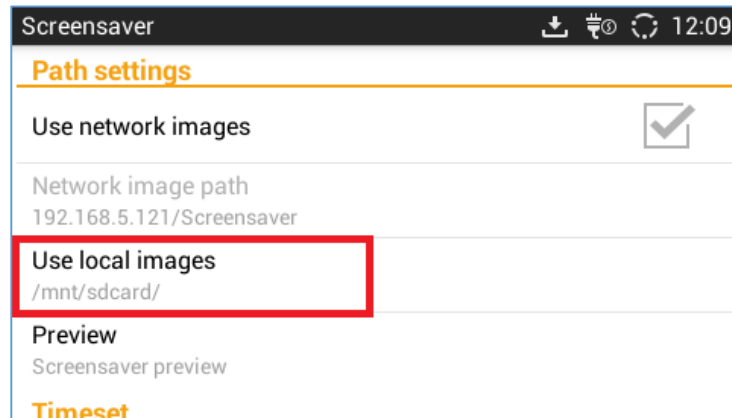 Screensaver 12:09
Path settings
Use network images
Network image path
192.168.5.121/Screensaver
Use local images
/mnt/sdcard/
Preview
Screensaver preview
Timeset